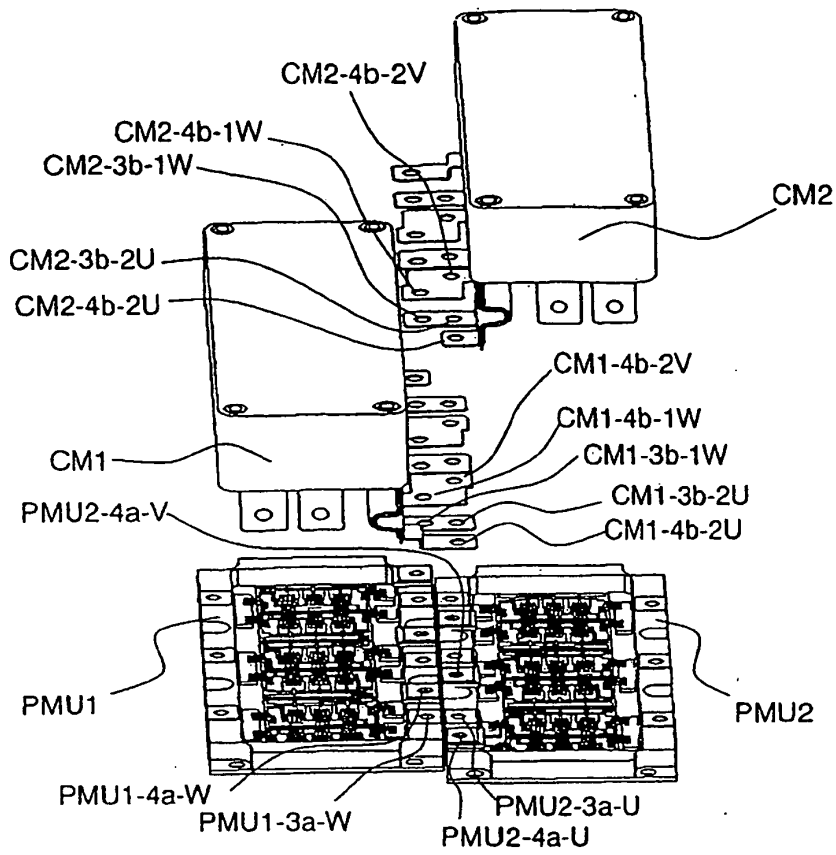 CM2-4b-2V
CM2-4b-1W
CM2-3b-1W
CM2
CM2-3b-2U
CM2-4b-2U
CM1-4b-2V
CM1-4b-1W
CM1
CM1-3b-1W
PMU2-4a-V
CM1-3b-2U
CM1-4b-2U
PMU1
PMU2
PMU1-4a-W
PMU1-3a-W
PMU2-3a-U
PMU2-4a-U